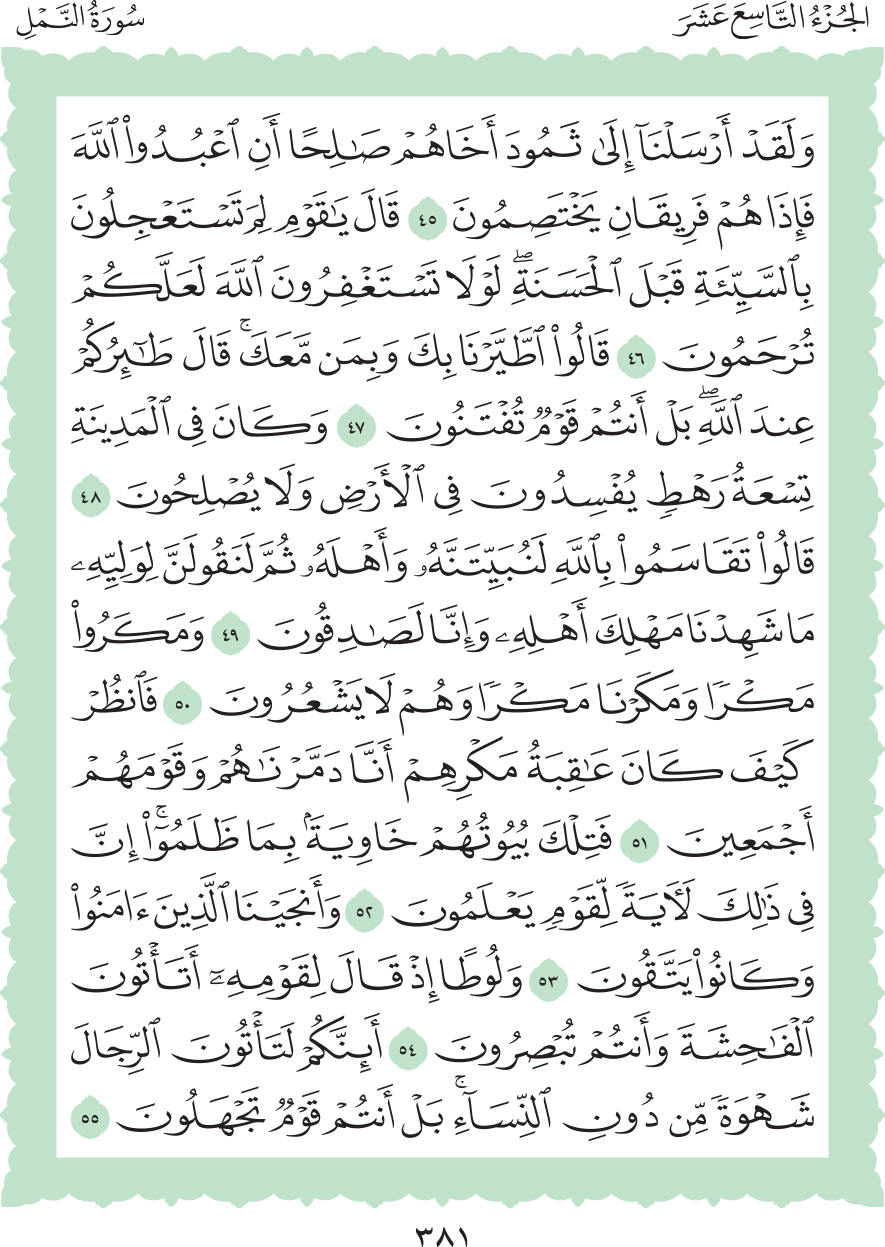 الجُزْءُ التَّاسِعَ عَشَرَ
سُورَةُ النَّمْلِ
وَلَقَدۡ أَرۡسَلۡنَآ إِلَىٰ ثَمُودَ أَخَاهُمۡ صَٰلِحًا أَنِ ٱعۡبُدُواْ ٱللَّهَ
فَإِذَا هُمۡ فَرِيقَانِ يَخۡتَصِمُونَ ٤٥ قَالَ يَٰقَوۡمِ لِمَ تَسۡتَعۡجِلُونَ
بِٱلسَّيِّئَةِ قَبۡلَ ٱلۡحَسَنَةِۖ لَوۡلَا تَسۡتَغۡفِرُونَ ٱللَّهَ لَعَلَّكُمۡ
تُرۡحَمُونَ ٤٦ قَالُواْ ٱطَّيَّرۡنَا بِكَ وَبِمَن مَّعَكَۚ قَالَ طَٰٓئِرُكُمۡ
عِندَ ٱللَّهِۖ بَلۡ أَنتُمۡ قَوۡمٞ تُفۡتَنُونَ ٤٧ وَكَانَ فِي ٱلۡمَدِينَةِ
تِسۡعَةُ رَهۡطٖ يُفۡسِدُونَ فِي ٱلۡأَرۡضِ وَلَا يُصۡلِحُونَ ٤٨
قَالُواْ تَقَاسَمُواْ بِٱللَّهِ لَنُبَيِّتَنَّهُۥ وَأَهۡلَهُۥ ثُمَّ لَنَقُولَنَّ لِوَلِيِّهِۦ
مَا شَهِدۡنَا مَهۡلِكَ أَهۡلِهِۦ وَإِنَّا لَصَٰدِقُونَ ٤٩ وَمَكَرُواْ
مَكۡرٗا وَمَكَرۡنَا مَكۡرٗا وَهُمۡ لَا يَشۡعُرُونَ ٥٠ فَٱنظُرۡ
كَيۡفَ كَانَ عَٰقِبَةُ مَكۡرِهِمۡ أَنَّا دَمَّرۡنَٰهُمۡ وَقَوۡمَهُمۡ
أَجۡمَعِينَ ٥١ فَتِلۡكَ بُيُوتُهُمۡ خَاوِيَةَۢ بِمَا ظَلَمُوٓاْۚ إِنَّ
فِي ذَٰلِكَ لَأٓيَةٗ لِّقَوۡمٖ يَعۡلَمُونَ ٥٢ وَأَنجَيۡنَا ٱلَّذِينَ ءَامَنُواْ
وَكَانُواْ يَتَّقُونَ ٥٣ وَلُوطًا إِذۡ قَالَ لِقَوۡمِهِۦٓ أَتَأۡتُونَ
ٱلۡفَٰحِشَةَ وَأَنتُمۡ تُبۡصِرُونَ ٥٤ أَئِنَّكُمۡ لَتَأۡتُونَ ٱلرِّجَالَ
شَهۡوَةٗ مِّن دُونِ ٱلنِّسَآءِۚ بَلۡ أَنتُمۡ قَوۡمٞ تَجۡهَلُونَ ٥٥
٣٨١